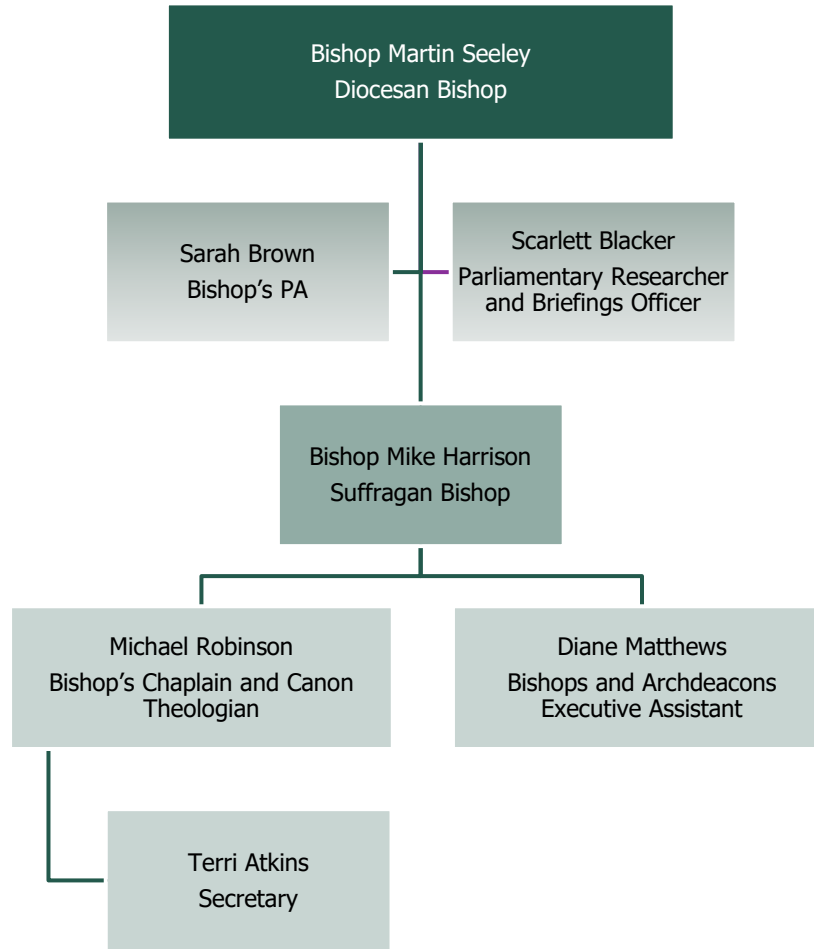 Bishop Martin Seeley
Diocesan Bishop
Sarah Brown
Bishop’s PA
Scarlett Blacker
Parliamentary Researcher
and Briefings Officer
Bishop Mike Harrison
Suffragan Bishop
Michael Robinson
Bishop’s Chaplain and Canon
Theologian
Diane Matthews
Bishops and Archdeacons
Executive Assistant
Terri Atkins
Secretary